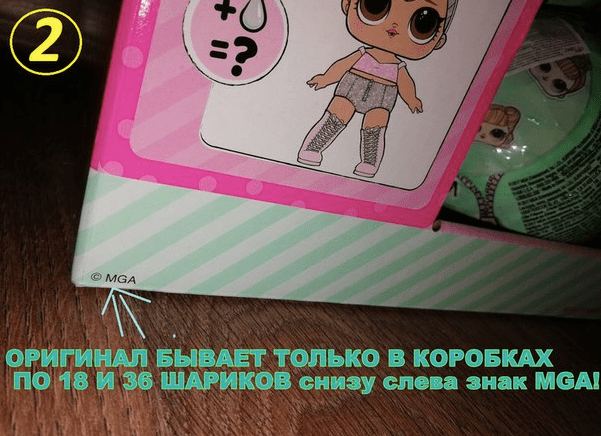 2
+
=?
© MGA
ОРИГИНАЛ БЫВАЕТ ТОЛЬКО В КОРОБКАХ
ПО 18 И 36 ШАРИКОВ снизу слева знак MGA!